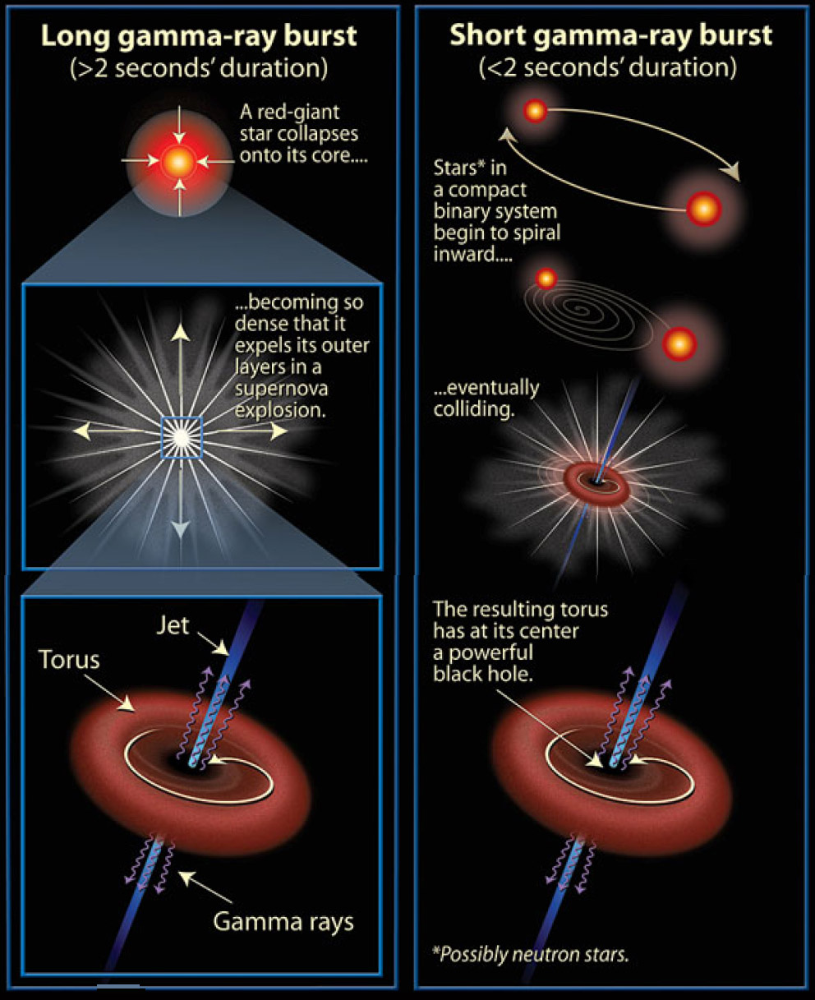 Long gamma-ray burst
(>2 seconds’ duration)
A red-giant
star collapses
onto its core....
...becoming so
dense that it
expels its outer
layers in a
supernova
explosion.
Jet
Torus
Gamma rays
Short gamma-ray burst
(<2 seconds’ duration)
Stars* in
a compact
binary system
begin to spiral
inward....
...eventually
colliding.
The resulting torus
has at its center
a powerful
black hole.
*Possibly neutron stars.